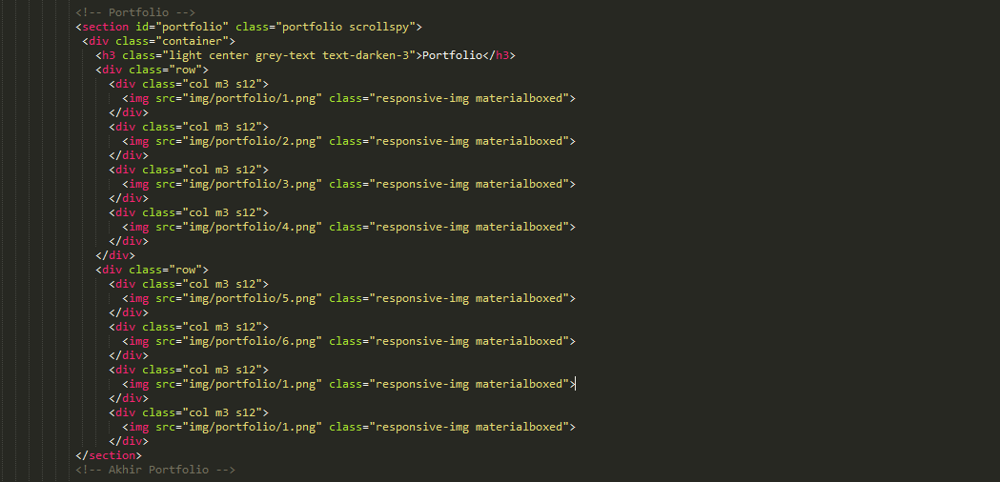 <!-- Portfolio -->
<section id="portfolio" class="portfolio scrollspy">
<div class="container">
<h3 class="light center grey-text text-darken-3">Portfolio</h3>
<div class="row">
<div class="col m3 s12">
<img src="img/portfolio/1.png" class="responsive-img materialboxed">
</div>
<div class="col m3 s12">
<img src="img/portfolio/2.png" class="responsive-img materialboxed">
</div>
<div class="col m3 s12">
<img src="img/portfolio/3.png" class="responsive-img materialboxed">
</div>
<div class="col m3 s12">
<img src="img/portfolio/4.png" class="responsive-img materialboxed">
</div>
</div>
<div class="row">
<div class="col m3 s12">
<img src="img/portfolio/5.png" class="responsive-img materialboxed">
</div>
<div class="col m3 s12">
<img src="img/portfolio/6.png" class="responsive-img materialboxed">
</div>
<div class="col m3 s12">
<img src="img/portfolio/1.png" class="responsive-img materialboxed">
</div>
<div class="col m3 s12">
<img src="img/portfolio/1.png" class="responsive-img materialboxed">
</div>
</section>
<!-- Akhir Portfolio -->